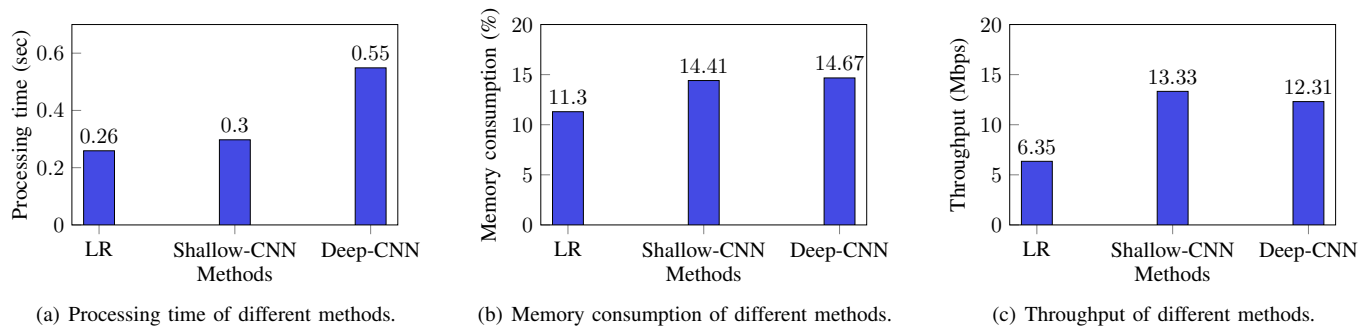 Processing time (sec)
0.6
0.4
0.2
0
0.26
0.3
0.55
LR
Shallow-CNN
Deep-CNN
Methods
(a) Processing time of different methods.
Memory consumption (%)
20
15
10
5
0
11.3
14.41
14.67
LR
Shallow-CNN
Deep-CNN
Methods
(b) Memory consumption of different methods.
Throughput (Mbps)
20
15
10
5
0
6.35
13.33
12.31
LR
Shallow-CNN
Deep-CNN
Methods
(c) Throughput of different methods.